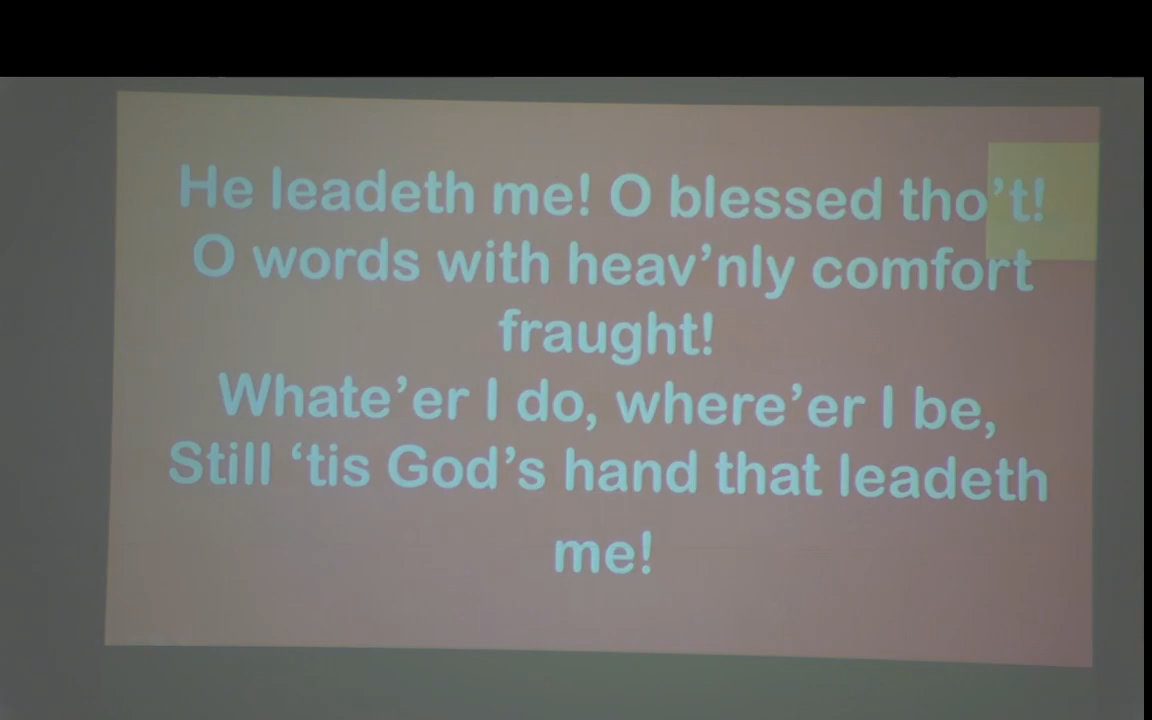 He leadeth me! O blessed tho’t!
O words with heav’nly comfort
fraught!
Whate’er I do, where’er I be,
Still ‘tis God’s hand that leadeth
me!